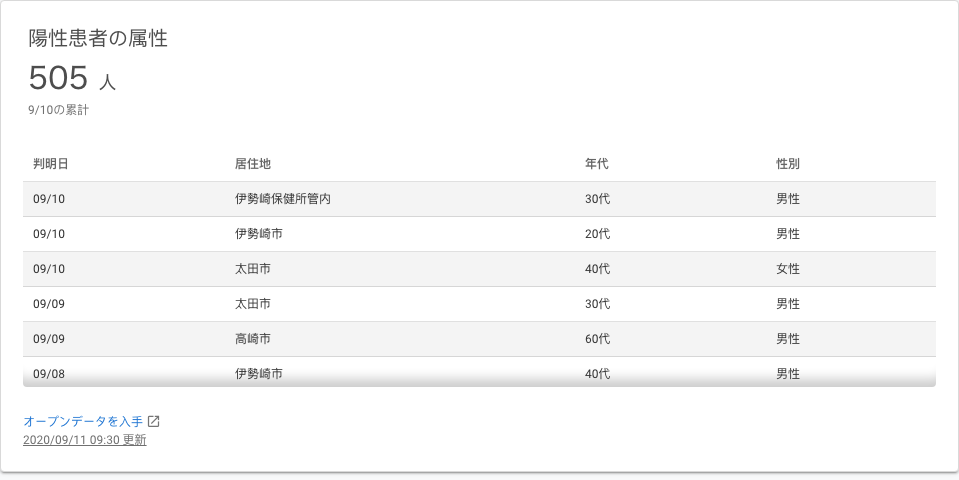 陽性患者の属性
505 人
9/10の累計
判明日 居住地 年代 性別
09/10 伊勢崎保健所管内 30代 男性
09/10 伊勢崎市 20代 男性
09/10 太田市 40代 女性
09/09 太田市 30代 男性
09/09 高崎市 60代 男性
09/08 伊勢崎市 40代 男性
オープンデータを入手
2020/09/11 09:30 更新